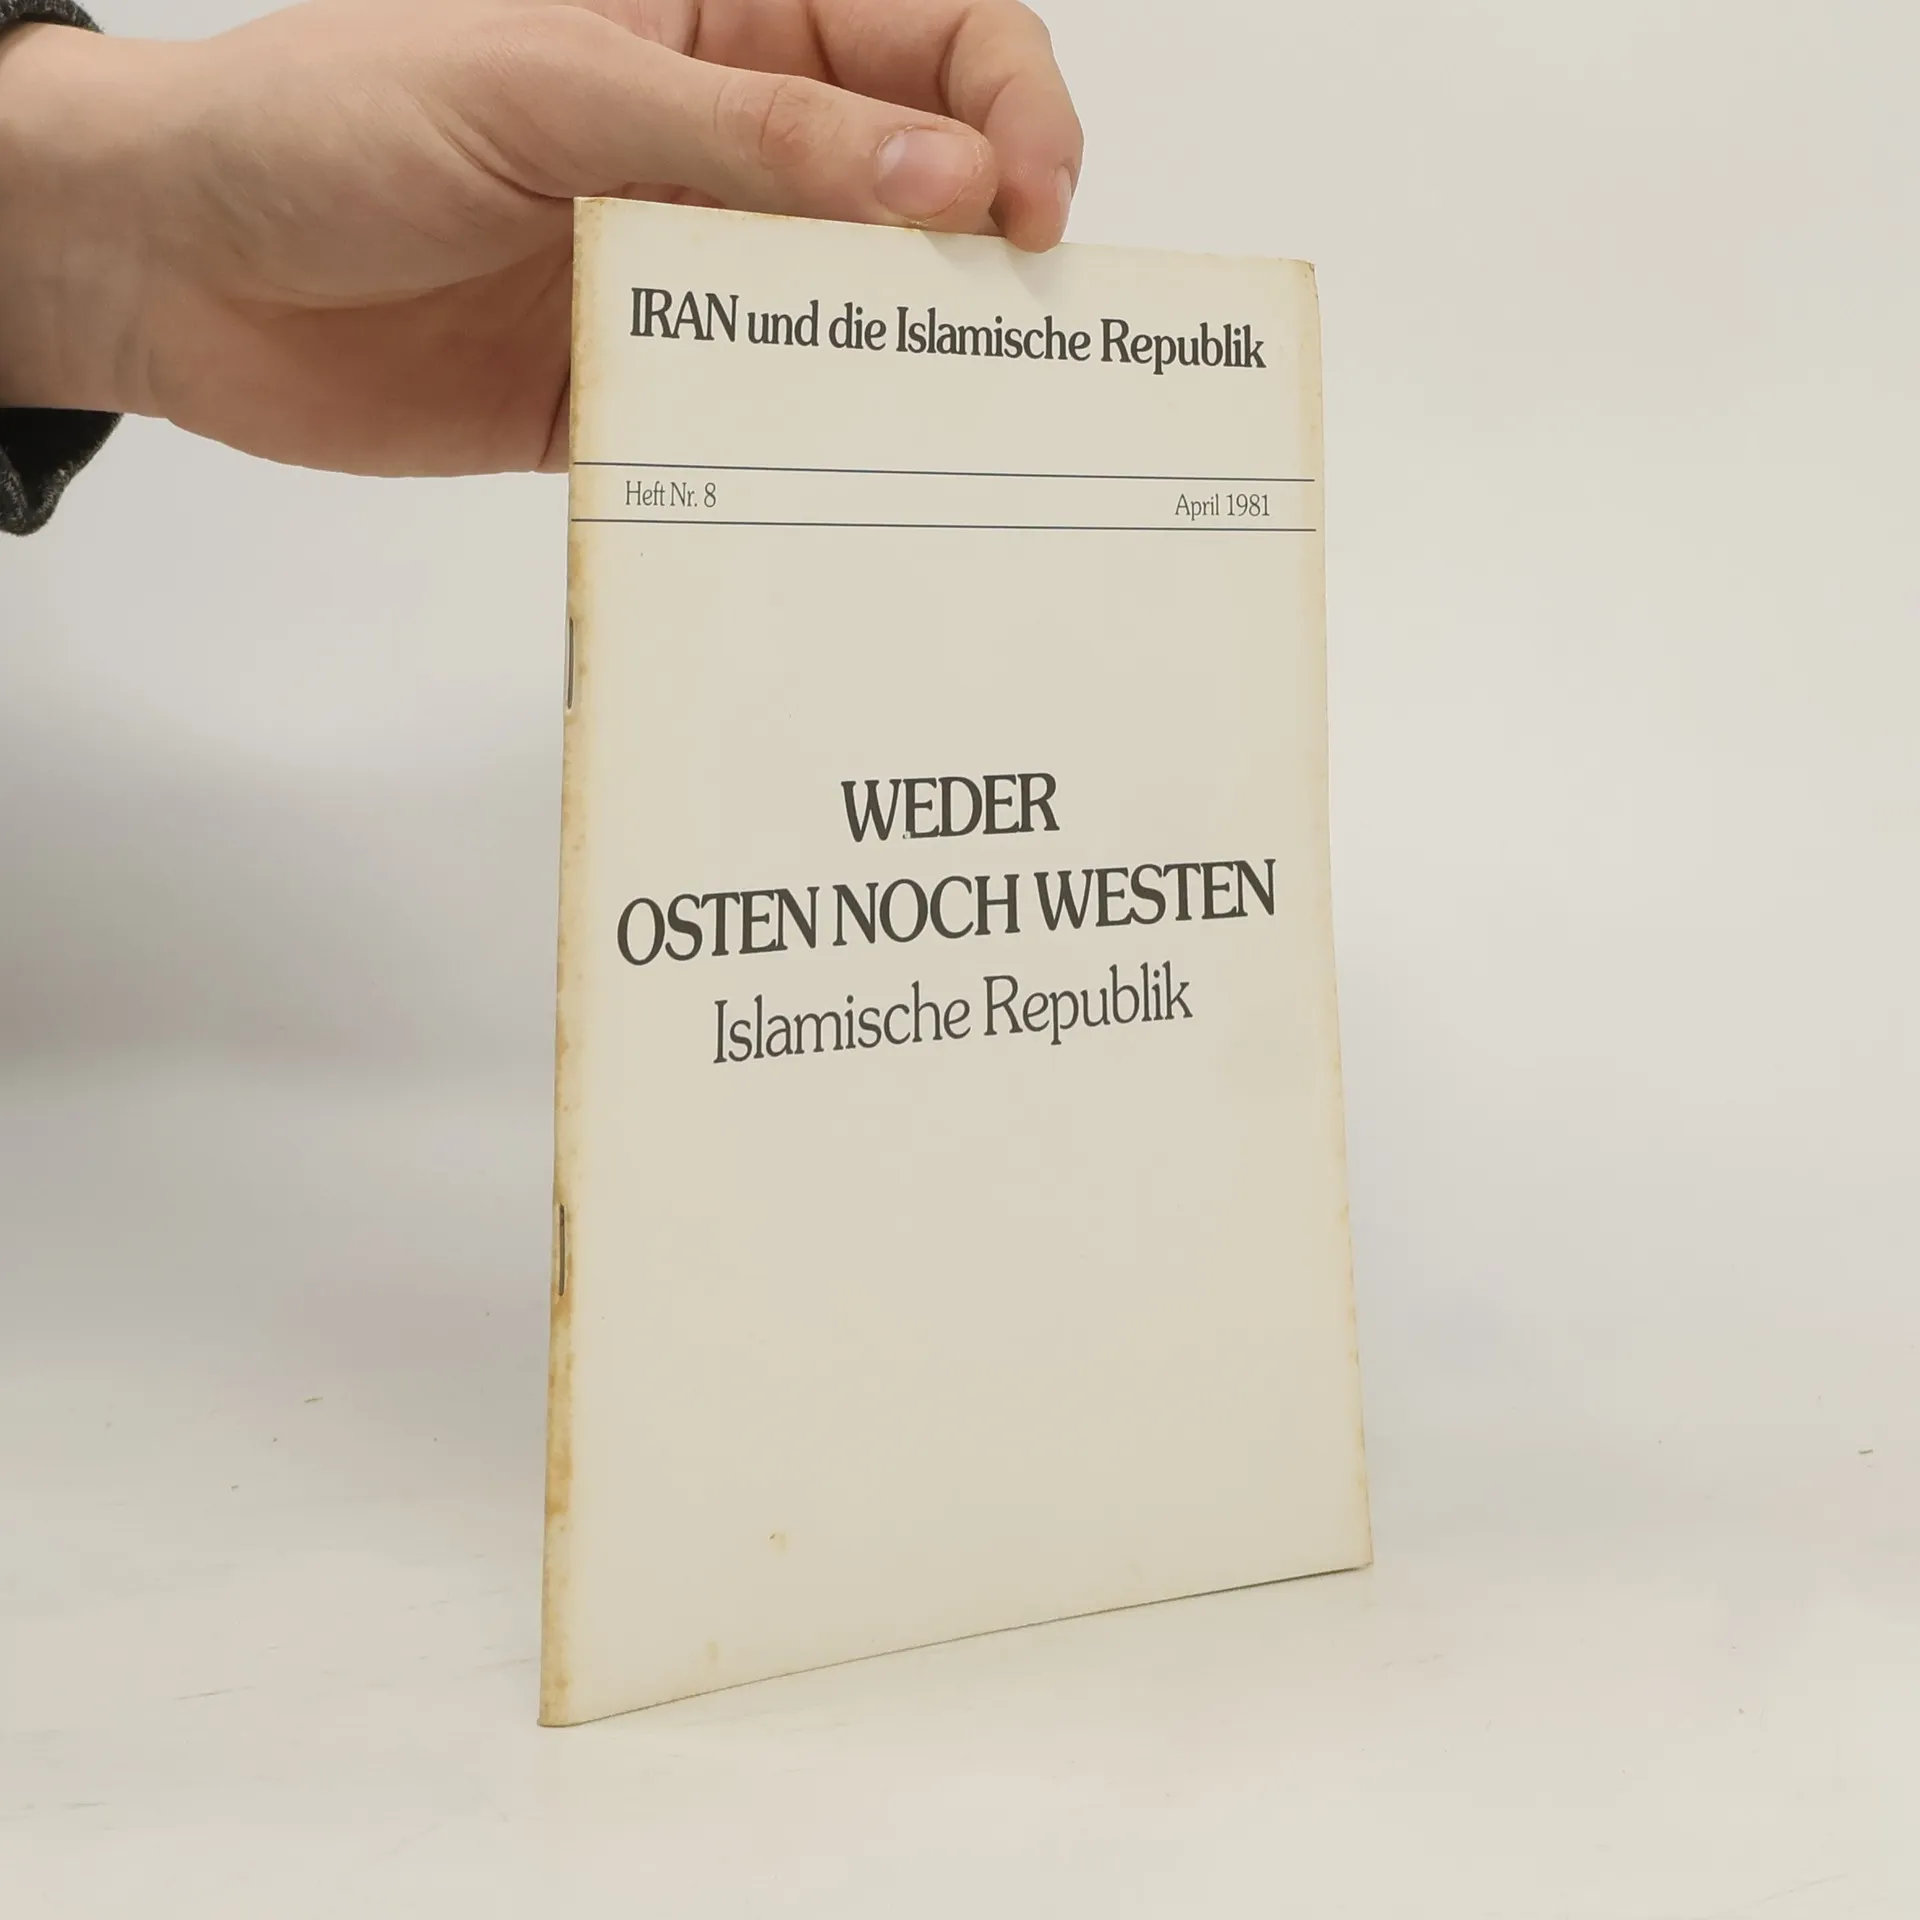 IRAN und die Islamische Republik
Heft Nr. 8 April 1981
WEDER
OSTEN NOCH WESTEN
Islamische Republik